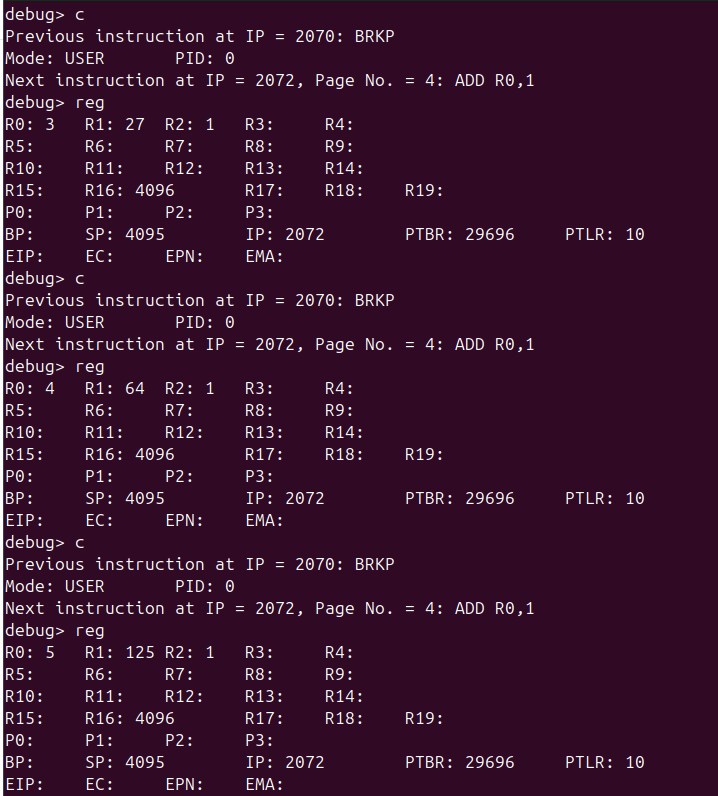 debug> c
Previous instruction at IP = 2070: BRKP
Mode: USER       PID: 0
Next instruction at IP = 2072, Page No. = 4: ADD R0,1
debug> reg
R0: 3   R1: 27  R2: 1   R3:     R4:
R5:     R6:     R7:     R8:     R9:
R10:    R11:    R12:    R13:    R14:
R15:    R16: 4096       R17:    R18:    R19:
P0:     P1:     P2:     P3:
BP:     SP: 4095        IP: 2072        PTBR: 29696     PTLR: 10
EIP:    EC:     EPN:    EMA:
debug> c
Previous instruction at IP = 2070: BRKP
Mode: USER       PID: 0
Next instruction at IP = 2072, Page No. = 4: ADD R0,1
debug> reg
R0: 4   R1: 64  R2: 1   R3:     R4:
R5:     R6:     R7:     R8:     R9:
R10:    R11:    R12:    R13:    R14:
R15:    R16: 4096       R17:    R18:    R19:
P0:     P1:     P2:     P3:
BP:     SP: 4095        IP: 2072        PTBR: 29696     PTLR: 10
EIP:    EC:     EPN:    EMA:
debug> c
Previous instruction at IP = 2070: BRKP
Mode: USER       PID: 0
Next instruction at IP = 2072, Page No. = 4: ADD R0,1
debug> reg
R0: 5   R1: 125 R2: 1   R3:     R4:
R5:     R6:     R7:     R8:     R9:
R10:    R11:    R12:    R13:    R14:
R15:    R16: 4096       R17:    R18:    R19:
P0:     P1:     P2:     P3:
BP:     SP: 4095        IP: 2072        PTBR: 29696     PTLR: 10
EIP:    EC:     EPN:    EMA: